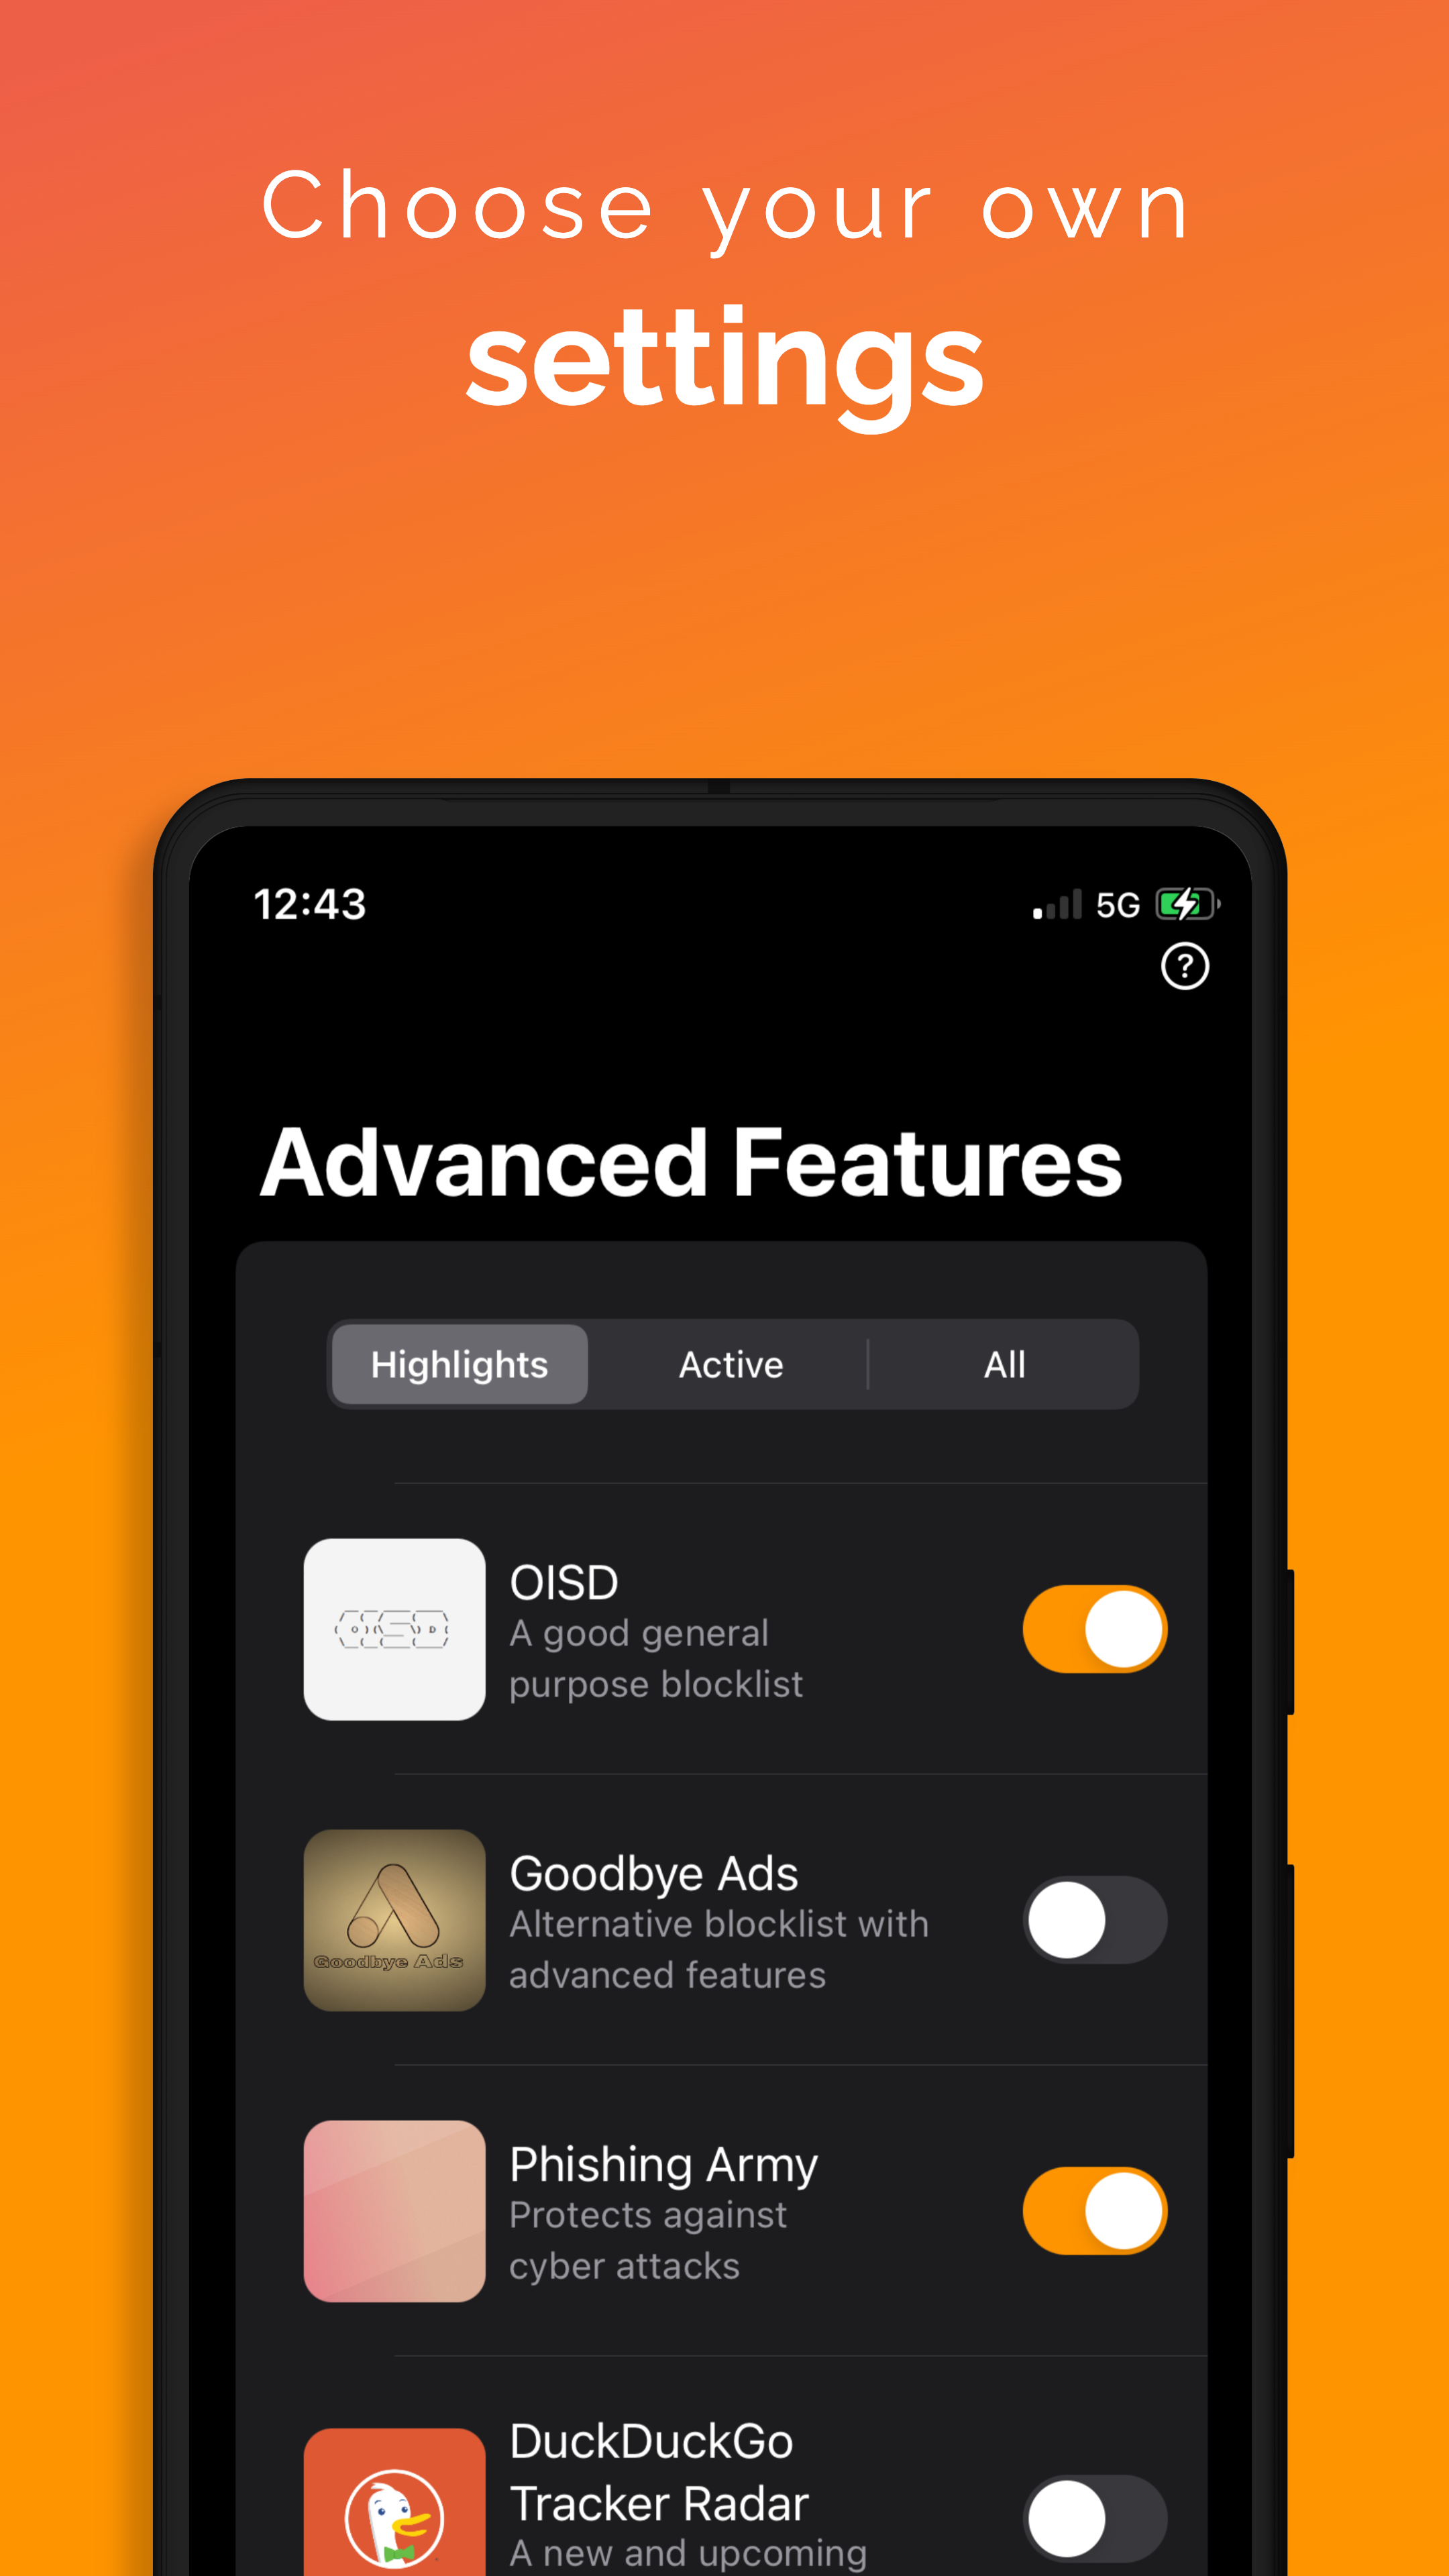 Choose your own
settings
12:43
5G
?
Advanced Features
Highlights Active All
OISD
A good general
purpose blocklist
Goodbye Ads
Goodbye Ads
Alternative blocklist with
advanced features
Phishing Army
Protects against
cyber attacks
DuckDuckGo
Tracker Radar
A new and upcoming